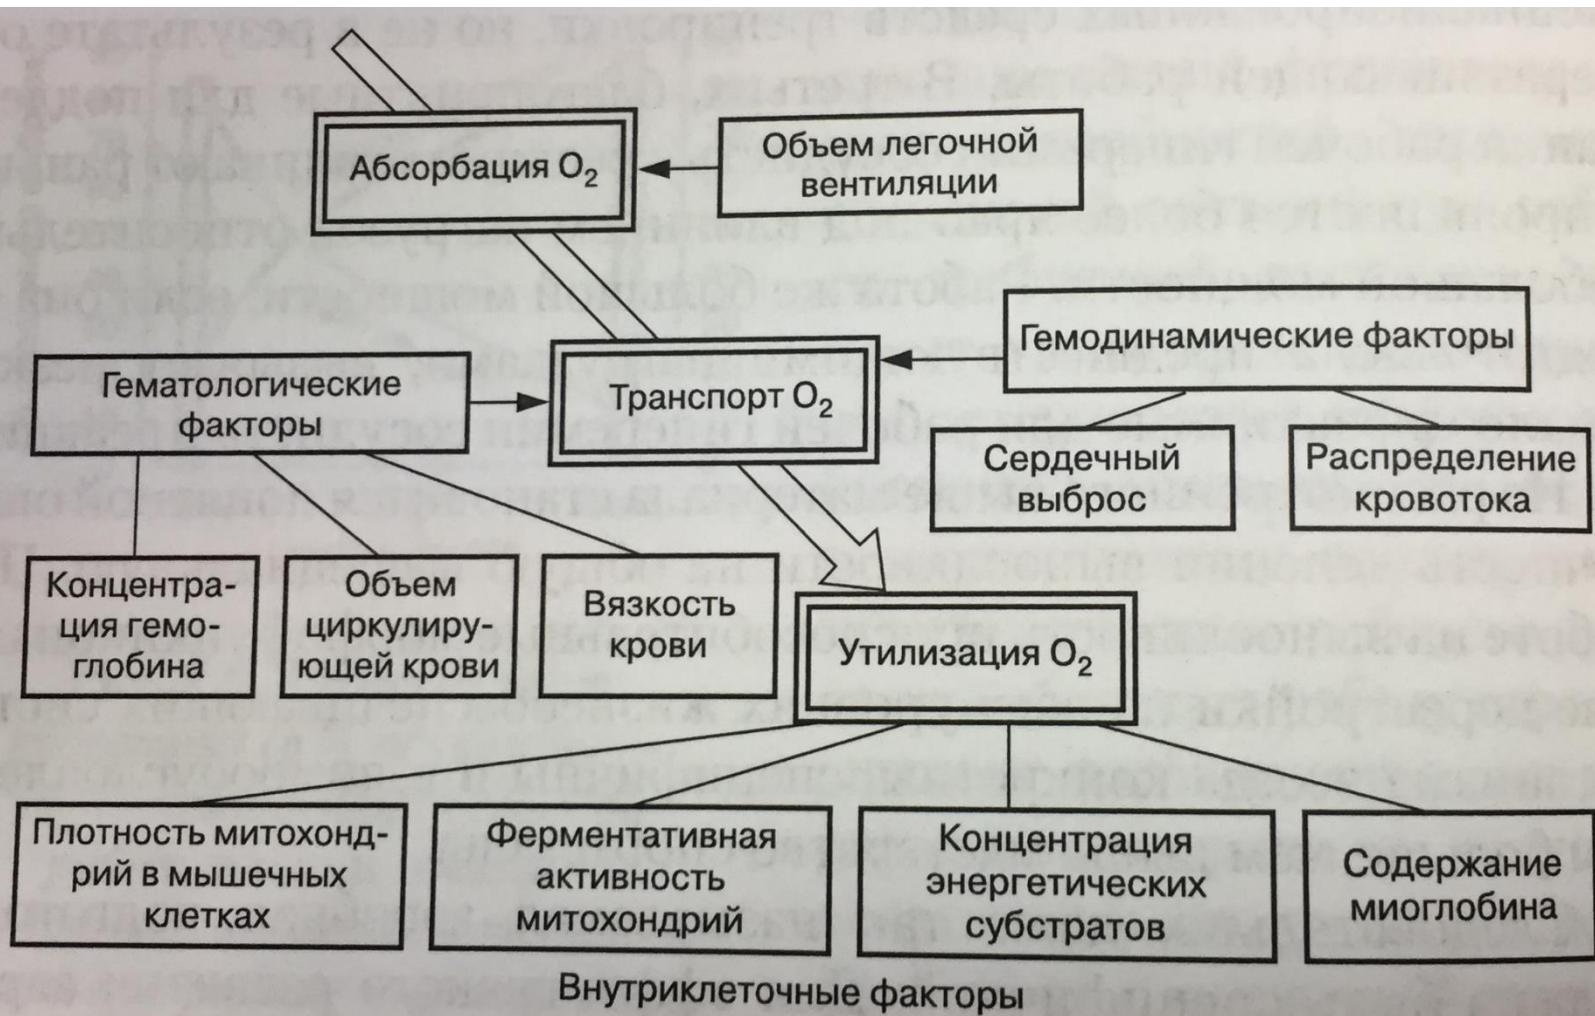 Абсорбация O₂
Объем легочной
вентиляции
Гемодинамические факторы
Гематологические
факторы
Транспорт O₂
Сердечный
выброс
Распределение
кровотока
Концентра-
ция гемо-
глобина
Объем
циркулиру-
ющей крови
Вязкость
крови
Утилизация O₂
Плотность митохонд-
рий в мышечных
клетках
Ферментативная
активность
митохондрий
Концентрация
энергетических
субстратов
Содержание
миоглобина
Внутриклеточные факторы